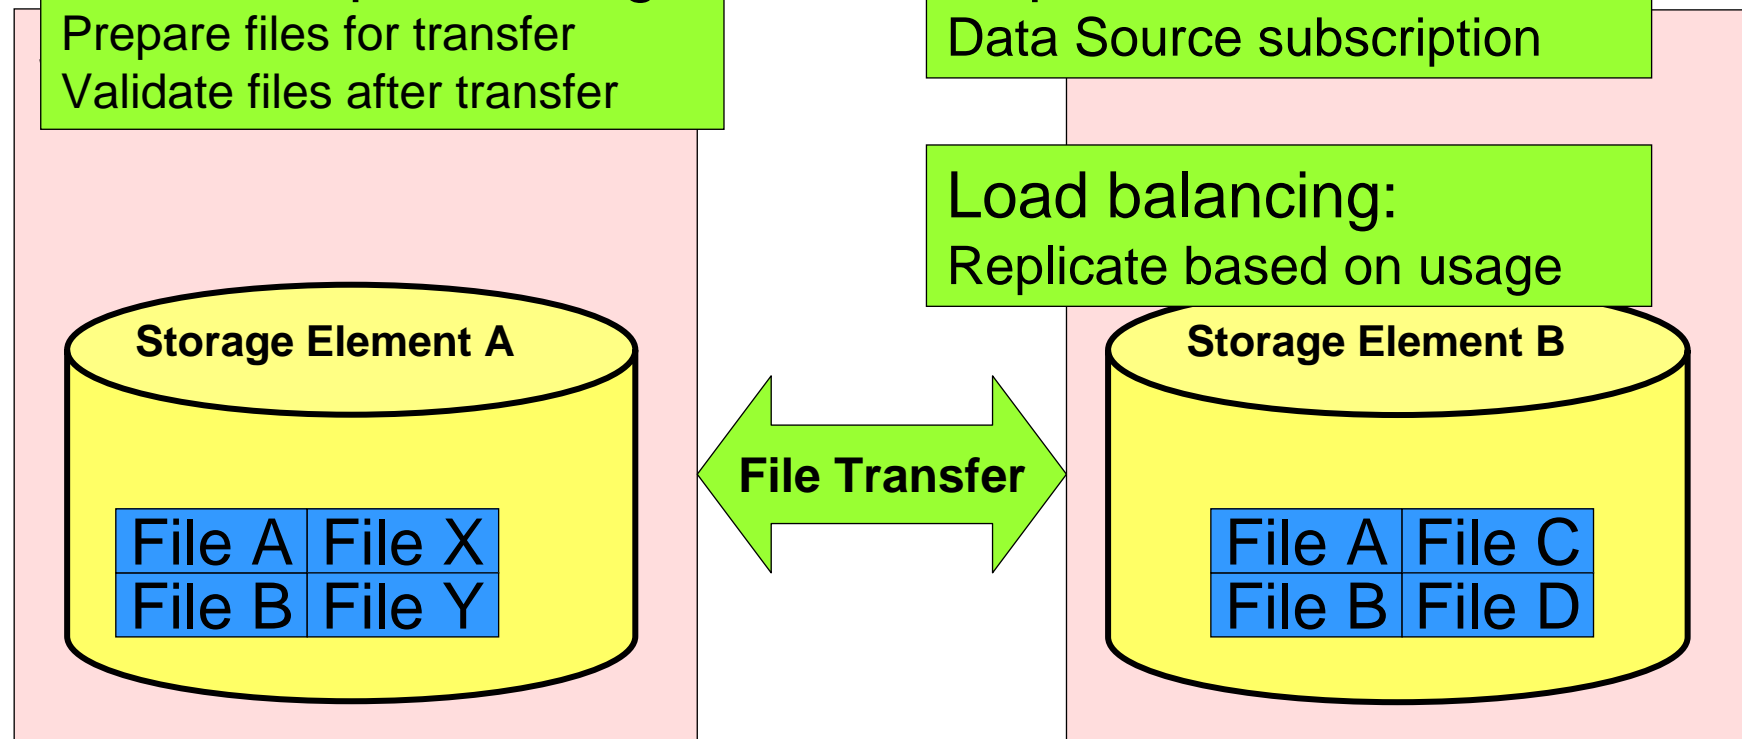 Prepare files for transfer
Validate files after transfer
Data Source subscription
Load balancing:
Replicate based on usage
Storage Element A
Storage Element B
File Transfer
File A File X
File B File Y
File A File C
File B File D